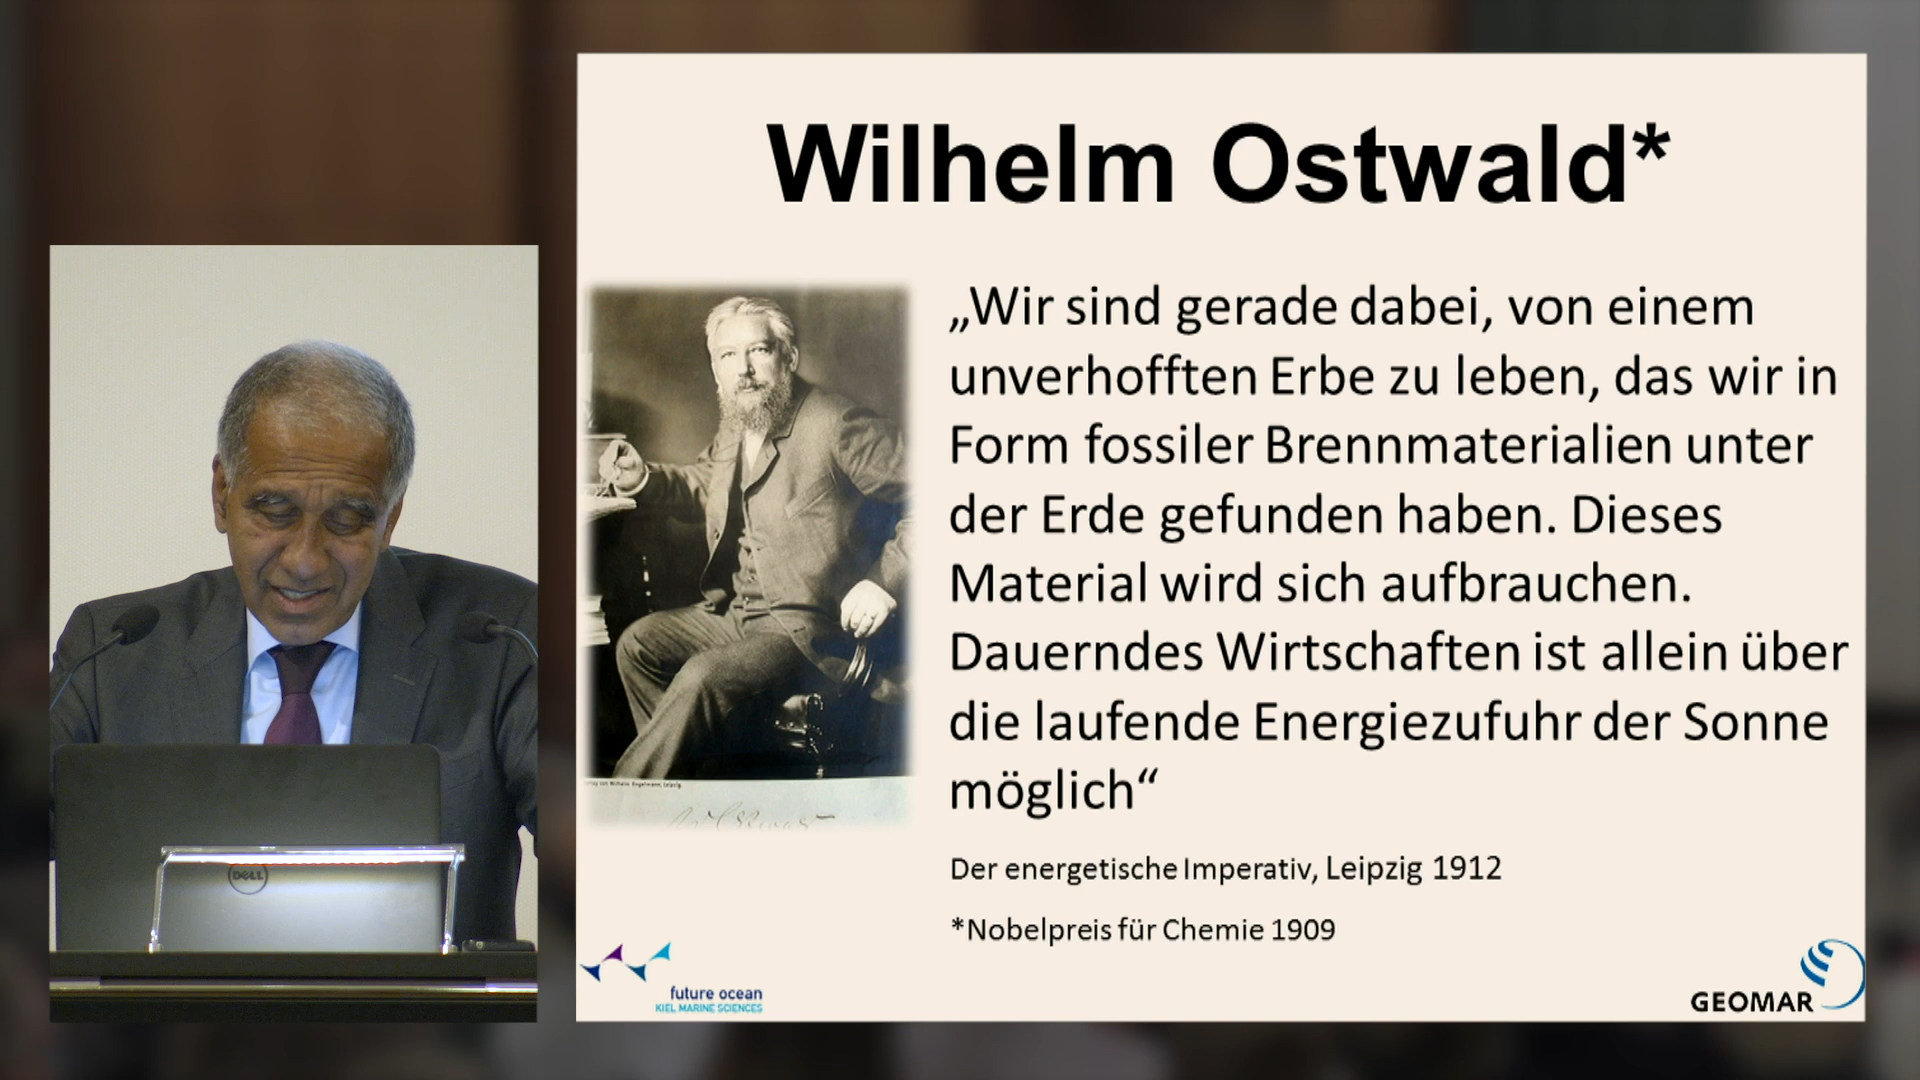 Wilhelm Ostwald*
„Wir sind gerade dabei, von einem
unverhofften Erbe zu leben, das wir in
Form fossiler Brennmaterialien unter
der Erde gefunden haben. Dieses
Material wird sich aufbrauchen.
Dauerndes Wirtschaften ist allein über
die laufende Energiezufuhr der Sonne
möglich“
Der energetische Imperativ, Leipzig 1912
*Nobelpreis für Chemie 1909
future ocean
KIEL MARINE SCIENCES
GEOMAR
DELL